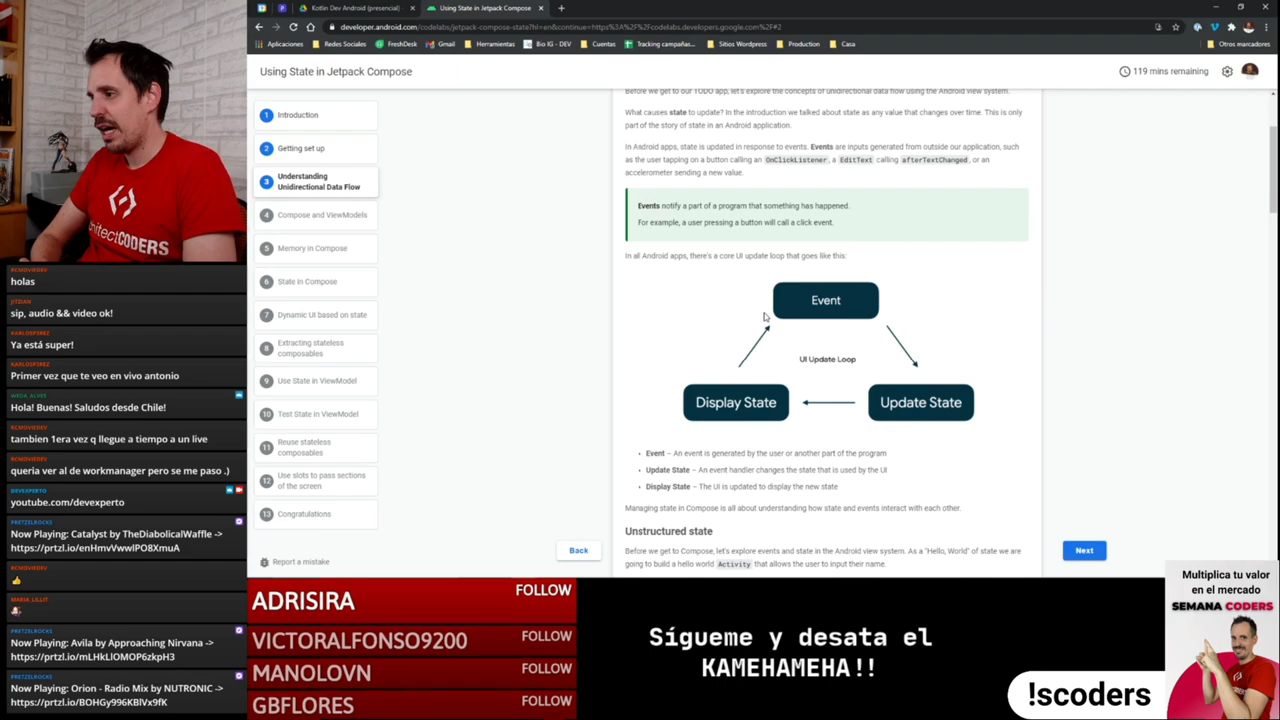 Kotlin Dev Android (presencial)
Using State in Jetpack Compose
developer.android.com/codelabs/jetpack-compose-state?hl=en&continue=https%3A%2F%2Fcodelabs.developers.google.com%2F#2
Aplicaciones
Redes Sociales
FreshDesk
Gmail
Herramientas
Bio IG - DEV
Cuentas
Tracking campañas...
Sitios Wordpress
Production
Casa
Otros marcadores
Using State in Jetpack Compose
119 mins remaining
1 Introduction
2 Getting set up
3 Understanding
Unidirectional Data Flow
4 Compose and ViewModels
5 Memory in Compose
6 State in Compose
7 Dynamic UI based on state
8 Extracting stateless
composables
9 Use State in ViewModel
10 Test State in ViewModel
11 Reuse stateless
composables
12 Use slots to pass sections
of the screen
13 Congratulations
Report a mistake
Before we get to our TODO app, let's explore the concepts of unidirectional data flow using the Android view system.
What causes state to update? In the introduction we talked about state as any value that changes over time. This is only
part of the story of state in an Android application.
In Android apps, state is updated in response to events. Events are inputs generated from outside our application, such
as the user tapping on a button calling an OnClickListener, a EditText calling afterTextChanged, or an
accelerometer sending a new value.
Events notify a part of a program that something has happened.
For example, a user pressing a button will call a click event.
In all Android apps, there's a core UI update loop that goes like this:
Event
UI Update Loop
Display State
Update State
• Event – An event is generated by the user or another part of the program
• Update State – An event handler changes the state that is used by the UI
• Display State – The UI is updated to display the new state
Managing state in Compose is all about understanding how state and events interact with each other.
Unstructured state
Before we get to Compose, let's explore events and state in the Android view system. As a "Hello, World" of state we are
going to build a hello world Activity that allows the user to input their name.
Back
Next
CODERS
RCMOVIEDEV
holas
JITZIAN
sip, audio && video ok!
KARLOSP3REZ
Ya está super!
KARLOSP3REZ
Primer vez que te veo en vivo antonio
Hola! Buenas! Saludos desde Chile!
RCMOVIEDEV
tambien 1era vez q llegue a tiempo a un live
RCMOVIEDEV
queria ver al de workmanager pero se me paso .)
DEVEXPERTO
youtube.com/devexperto
PRETZELROCKS
Now Playing: Catalyst by TheDiabolicalWaffle ->
https://prtzl.io/enHmvVwwPO8XmuA
RCMOVIEDEV
MARIA_LILLIT
PRETZELROCKS
Now Playing: Avila by Approaching Nirvana ->
https://prtzl.io/mLHkLlOMOP6zkpH3
PRETZELROCKS
Now Playing: Orion - Radio Mix by NUTRONIC ->
https://prtzl.io/BOHGy996KBlVx9fK
ADRISIRA FOLLOW
VICTORALFONSO9200 FOLLOW
MANOLOVN FOLLOW
GBFLORES FOLLOW
Sígueme y desata el
KAMEHAMEHA!!
Multiplica tu valor
en el mercado
SEMANA CODERS
!scoders